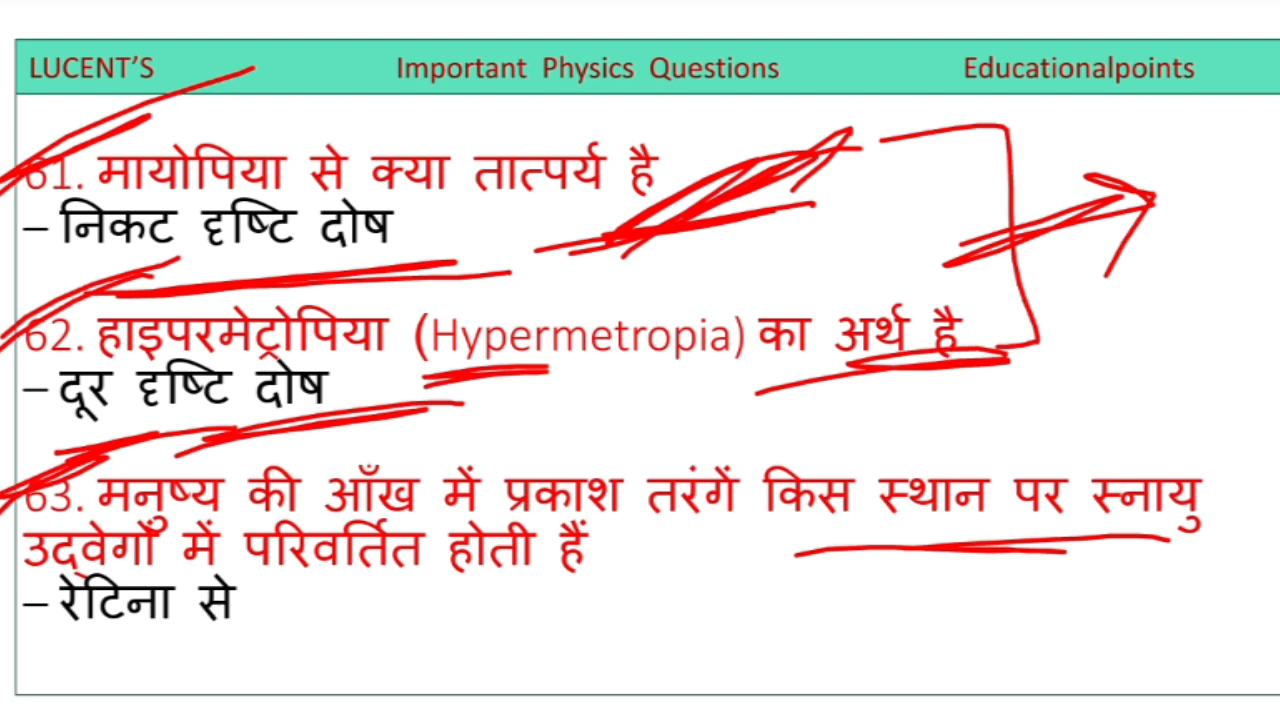 LUCENT'S Important Physics Questions Educationalpoints
61. मायोपिया से क्या तात्पर्य है
– निकट दृष्टि दोष
62. हाइपरमेट्रोपिया (Hypermetropia) का अर्थ है
– दूर दृष्टि दोष
63. मनुष्य की आँख में प्रकाश तरंगें किस स्थान पर स्नायु
उद्वेगों में परिवर्तित होती हैं
– रेटिना से